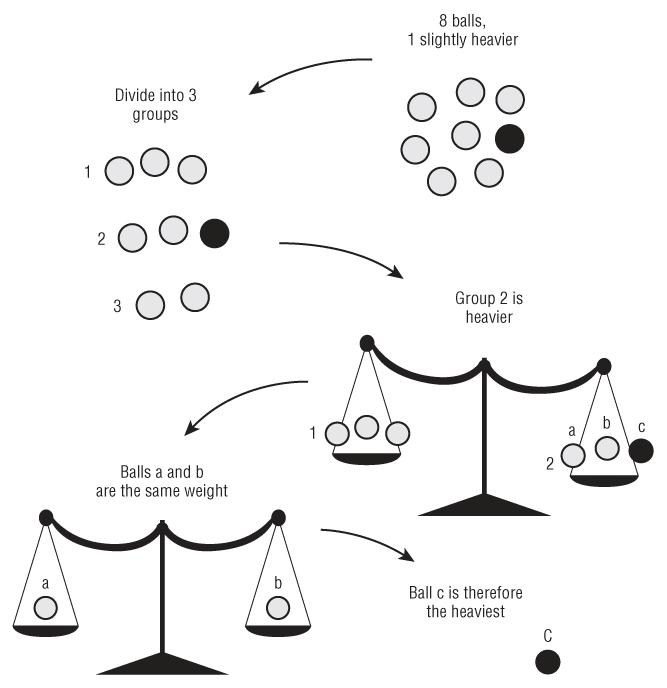 8 balls,
1 slightly heavier
Divide into 3
groups
1
2
3
Group 2 is
heavier
1
a
b
c
2
Balls a and b
are the same weight
a
b
Ball c is therefore
the heaviest
C